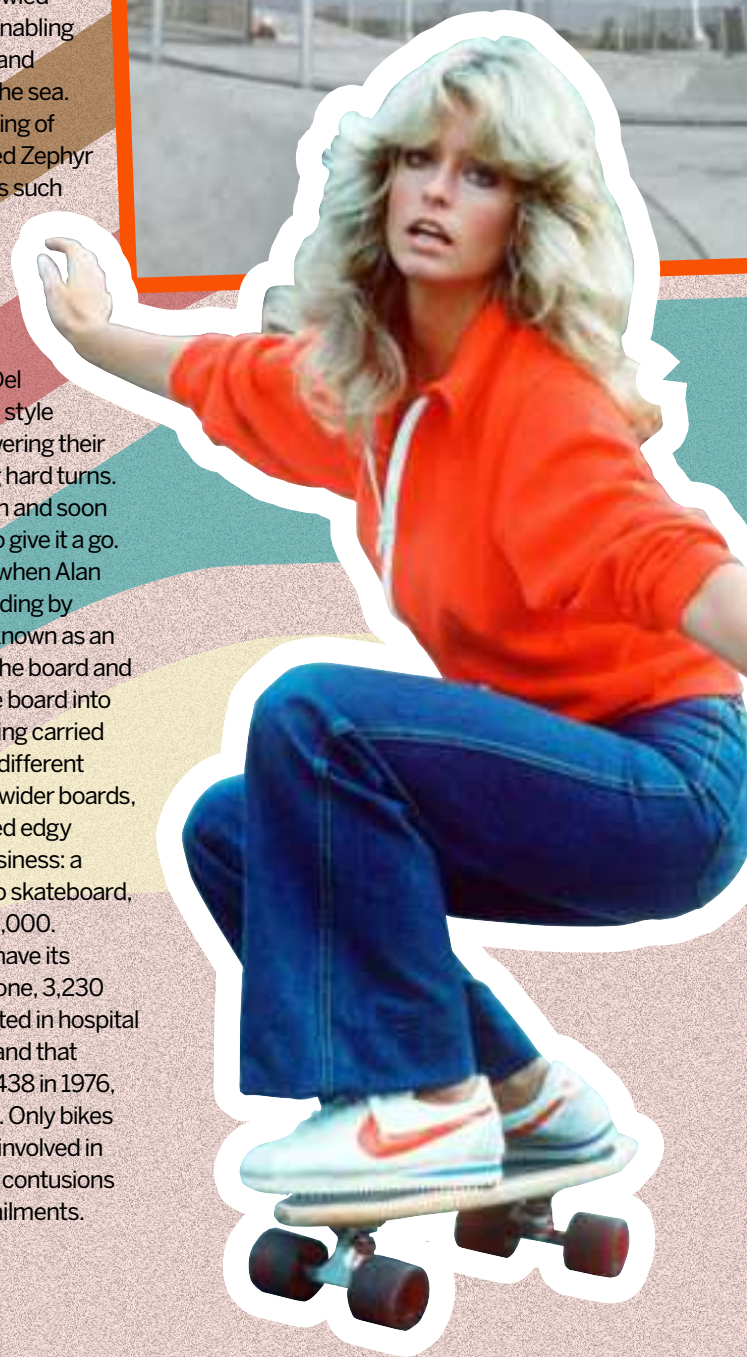 nabling
and
he sea.
ing of
ed Zephyr
s such
Del
style
wering their
hard turns.
n and soon
o give it a go.
when Alan
ding by
known as an
he board and
e board into
ing carried
different
wider boards,
ed edgy
siness: a
o skateboard,
,000.
have its
one, 3,230
ted in hospital
and that
438 in 1976,
. Only bikes
involved in
contusions
ilments.